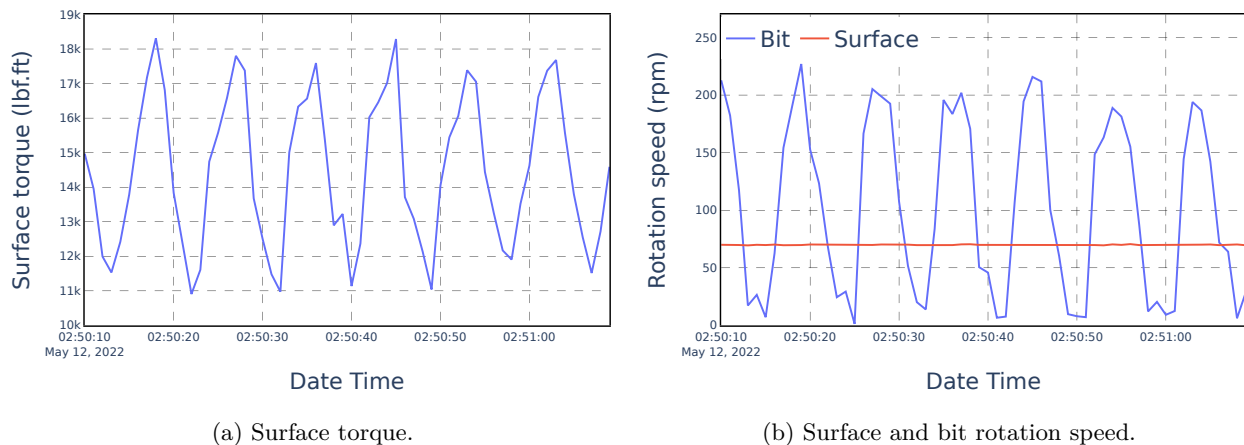 Surface torque (lbf.ft)
19k
18k
17k
16k
15k
14k
13k
12k
11k
10k
02:50:10 02:50:20 02:50:30 02:50:40 02:50:50 02:51:00
May 12, 2022
Date Time
(a) Surface torque.
Rotation speed (rpm)
Bit Surface
250
200
150
100
50
0
02:50:10 02:50:20 02:50:30 02:50:40 02:50:50 02:51:00
May 12, 2022
Date Time
(b) Surface and bit rotation speed.